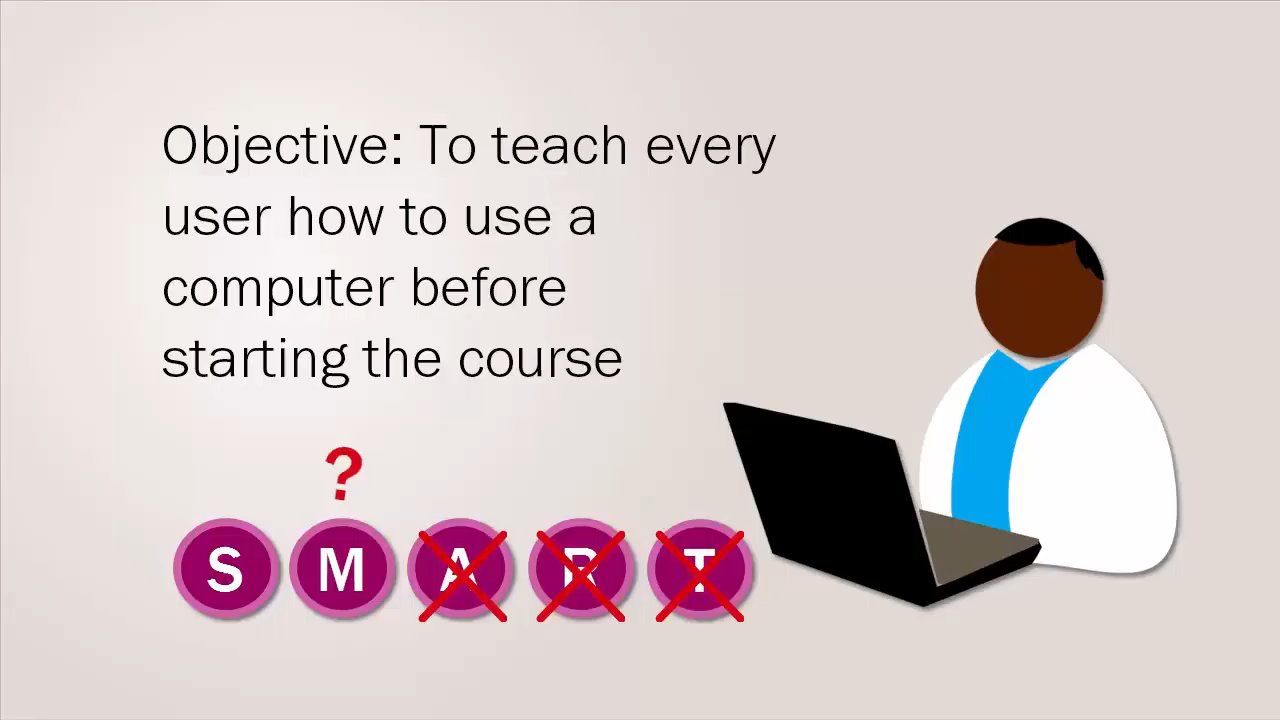 Objective: To teach every
user how to use a
computer before
starting the course
?
S M A R T